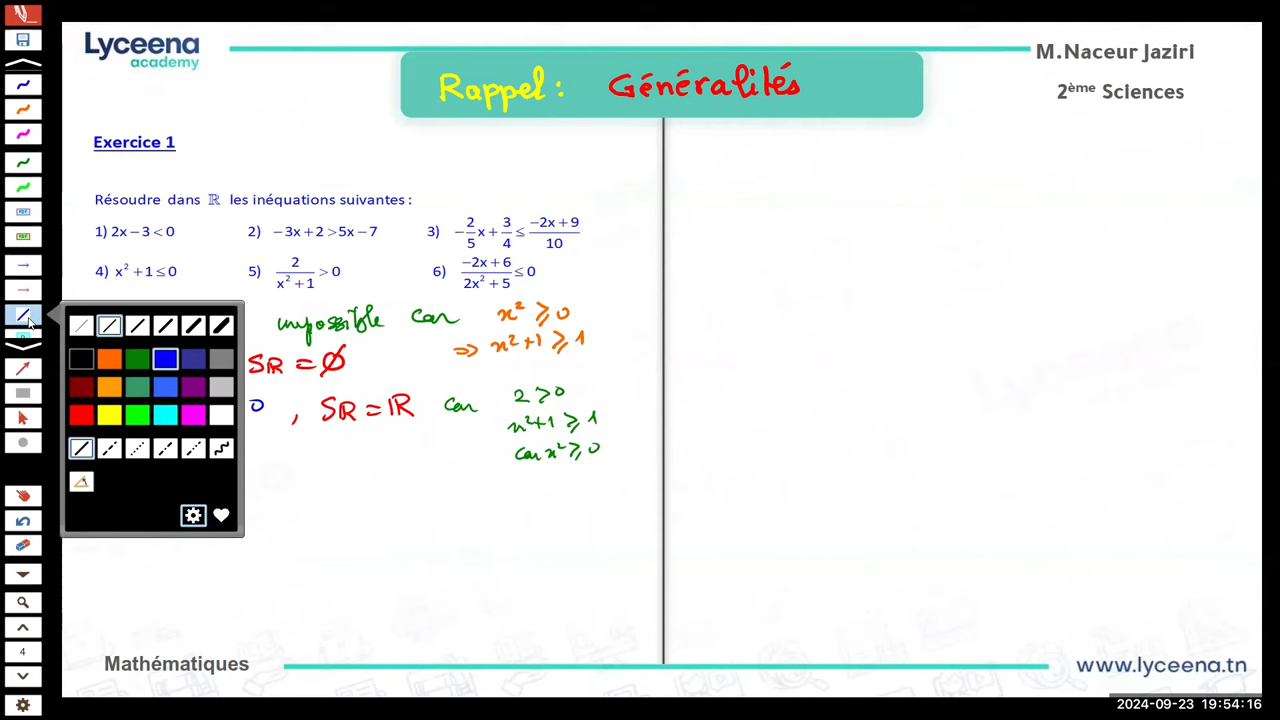 Lyceena
academy
Rappel : Généralités
M.Naceur Jaziri
2ème Sciences
Exercice 1
Résoudre dans ℝ les inéquations suivantes :
1) 2x − 3 < 0 2) −3x + 2 > 5x − 7 3) −2/5 x + 3/4 ≤ (−2x + 9)/10
4) x² + 1 ≤ 0 5) 2/(x² + 1) > 0 6) (−2x + 6)/(2x² + 5) ≤ 0
impossible car x² ⩾ 0
⇒ x² + 1 ⩾ 1
Sℝ = ∅
0 , Sℝ = ℝ car 2 > 0
x² + 1 ⩾ 1
car x² ⩾ 0
4
Mathématiques
www.lyceena.tn
2024-09-23 19:54:16